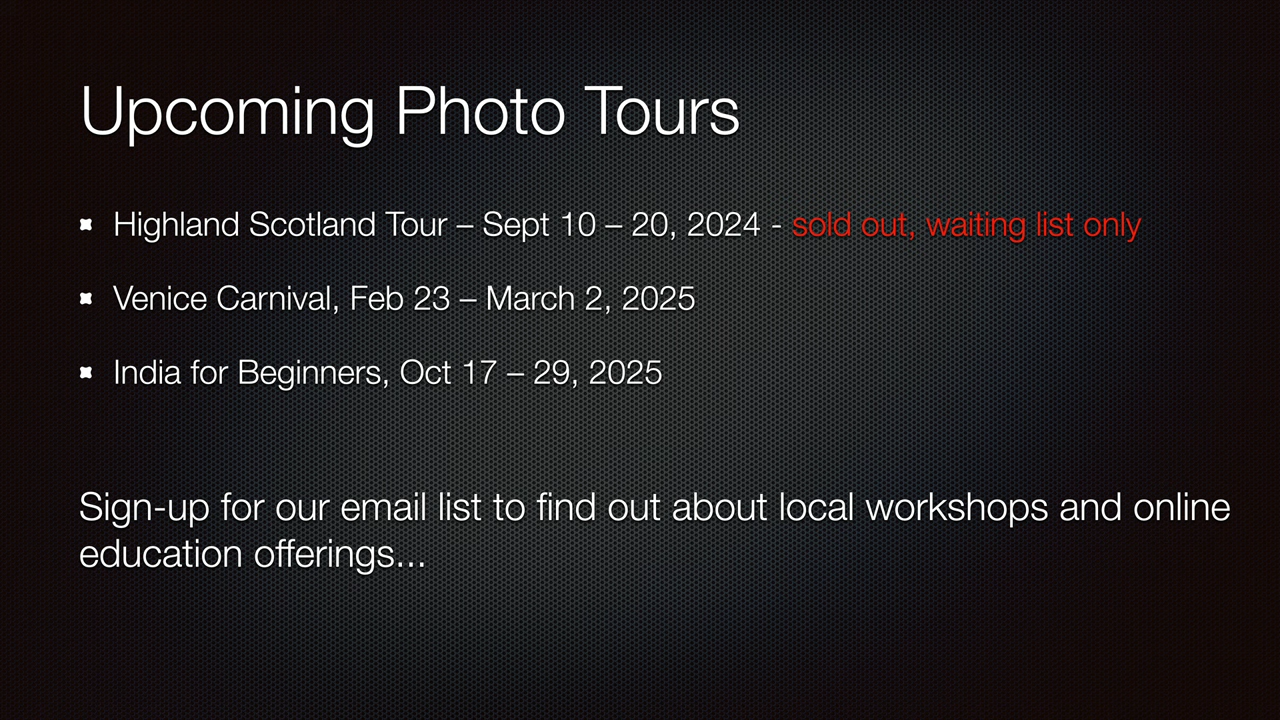 Upcoming Photo Tours
Highland Scotland Tour – Sept 10 – 20, 2024 - sold out, waiting list only
Venice Carnival, Feb 23 – March 2, 2025
India for Beginners, Oct 17 – 29, 2025
Sign-up for our email list to find out about local workshops and online
education offerings...